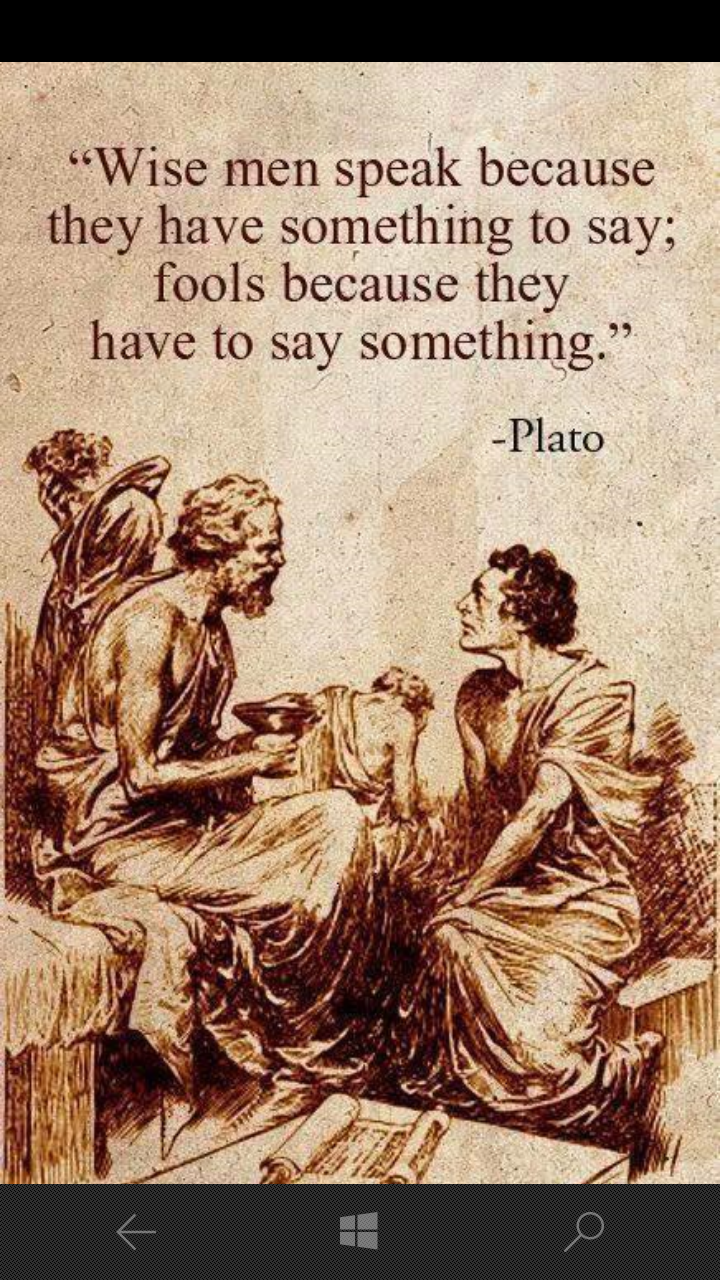 “Wise men speak because
they have something to say;
fools because they
have to say something.”
-Plato